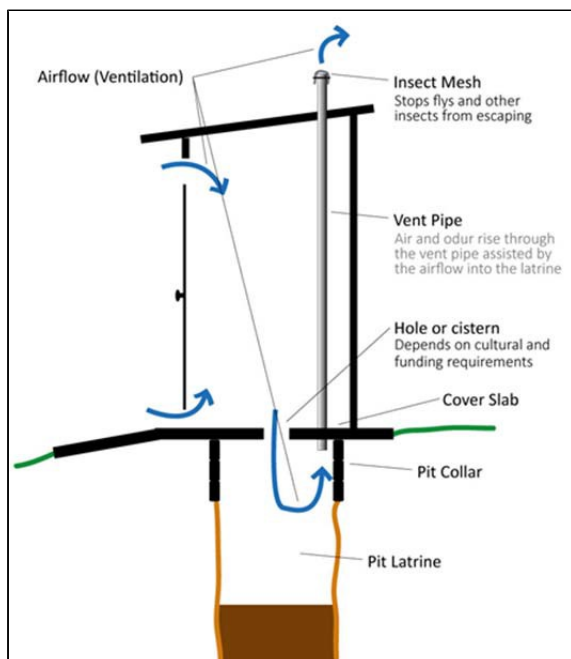 Airflow (Ventilation)
Insect Mesh
Stops flys and other
insects from escaping
Vent Pipe
Air and odur rise through
the vent pipe assisted by
the airflow into the latrine
Hole or cistern
Depends on cultural and
funding requirements
Cover Slab
Pit Collar
Pit Latrine